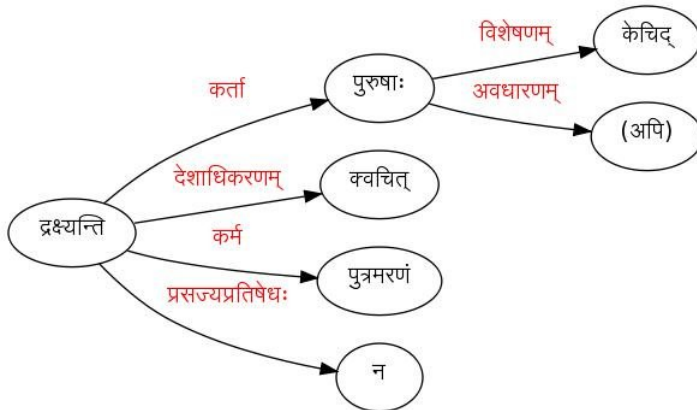 विशेषणम्
केचिद्
पुरुषाः
कर्ता
अवधारणम्
(अपि)
देशाधिकरणम्
क्वचित्
द्रक्ष्यन्ति
कर्म
पुत्रमरणं
प्रसज्यप्रतिषेधः
न